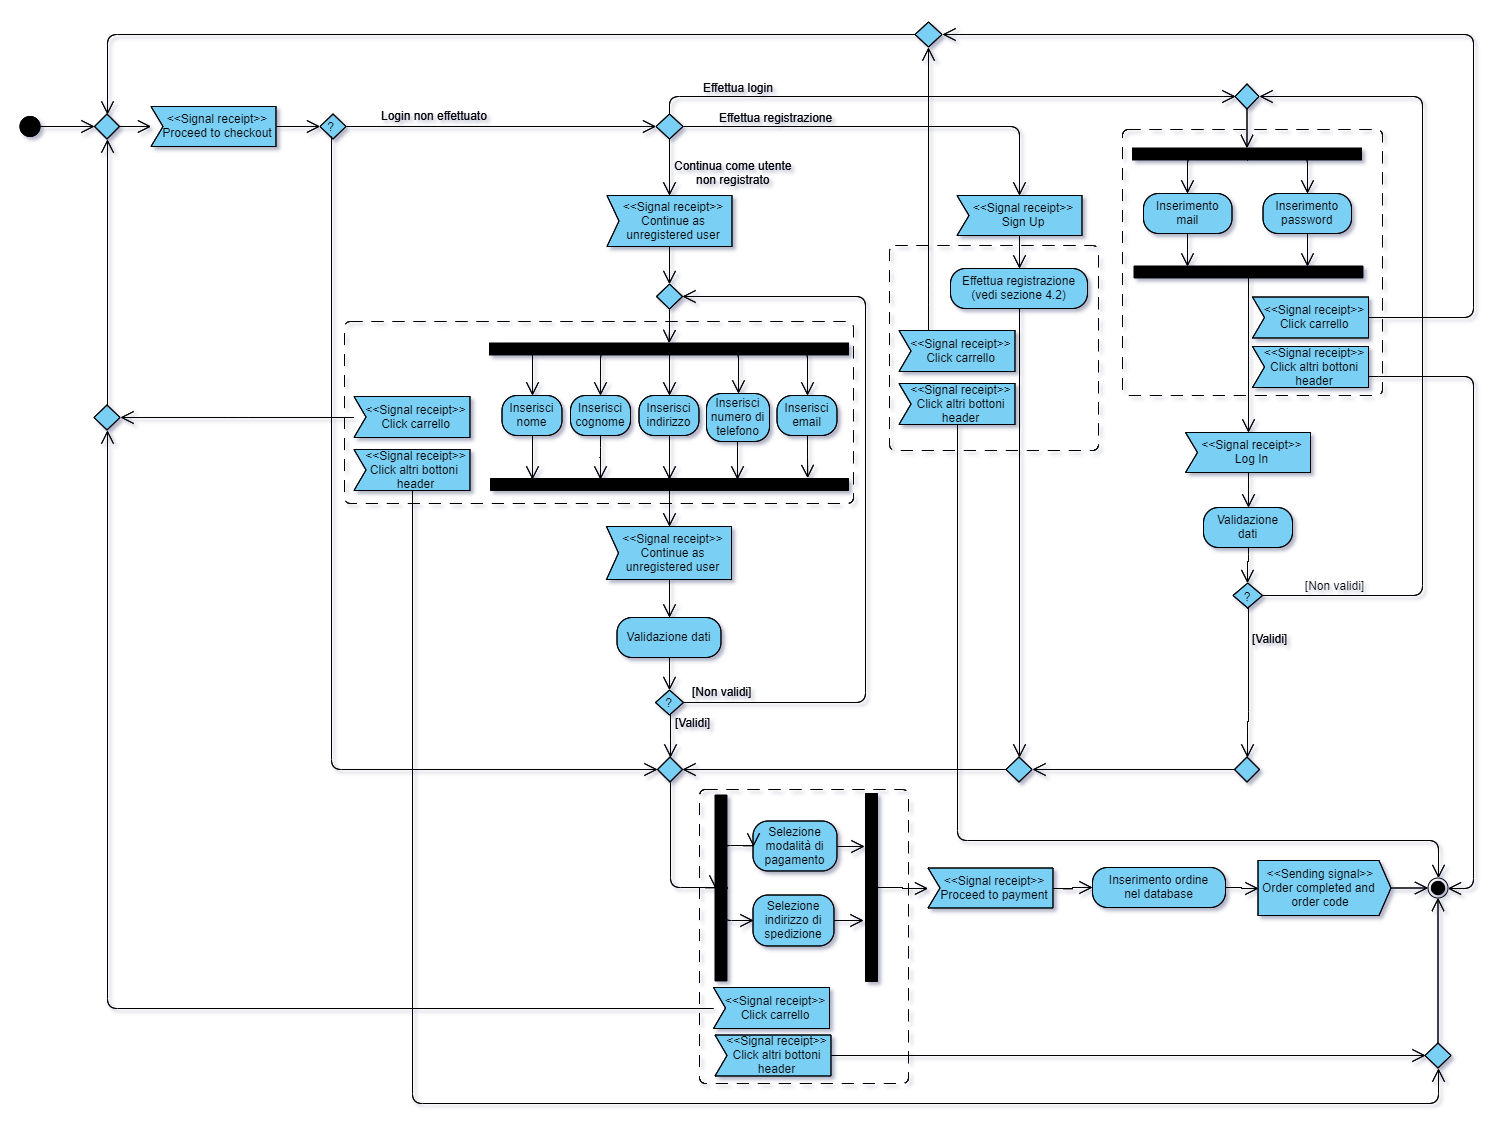 Effettua login
Login non effettuato
Effettua registrazione
<<Signal receipt>>
Proceed to checkout
?
Continua come utente
non registrato
<<Signal receipt>>
Continue as
unregistered user
<<Signal receipt>>
Sign Up
Inserimento
mail
Inserimento
password
Effettua registrazione
(vedi sezione 4.2)
<<Signal receipt>>
Click carrello
<<Signal receipt>>
Click altri bottoni
header
<<Signal receipt>>
Click carrello
<<Signal receipt>>
Click altri bottoni
header
<<Signal receipt>>
Click carrello
<<Signal receipt>>
Click altri bottoni
header
Inserisci
nome
Inserisci
cognome
Inserisci
indirizzo
Inserisci
numero di
telefono
Inserisci
email
<<Signal receipt>>
Log In
Validazione
dati
<<Signal receipt>>
Continue as
unregistered user
?
[Non validi]
[Validi]
Validazione dati
?
[Non validi]
[Validi]
Selezione
modalità di
pagamento
Selezione
indirizzo di
spedizione
<<Signal receipt>>
Proceed to payment
Inserimento ordine
nel database
<<Sending signal>>
Order completed and
order code
<<Signal receipt>>
Click carrello
<<Signal receipt>>
Click altri bottoni
header